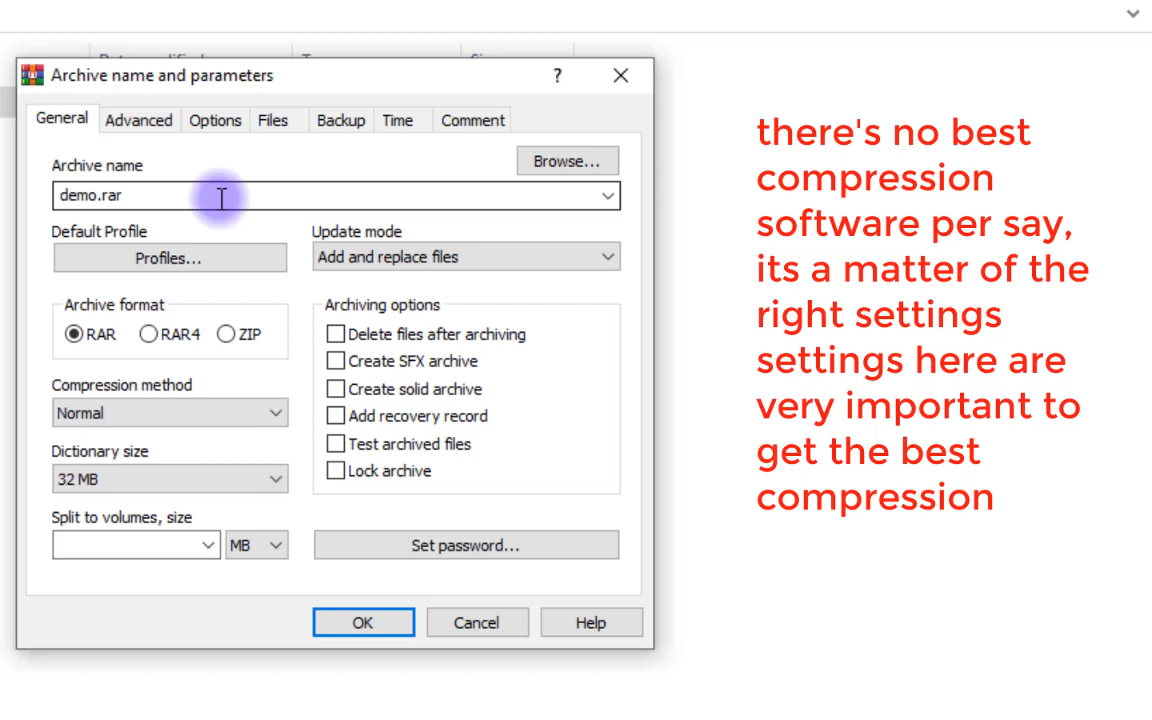 Archive name and parameters
?
General Advanced Options Files Backup Time Comment
Archive name
Browse...
demo.rar
Default Profile
Profiles...
Update mode
Add and replace files
Archive format
RAR RAR4 ZIP
Compression method
Normal
Dictionary size
32 MB
Split to volumes, size
MB
Archiving options
Delete files after archiving
Create SFX archive
Create solid archive
Add recovery record
Test archived files
Lock archive
Set password...
OK Cancel Help
there's no best
compression
software per say,
its a matter of the
right settings
settings here are
very important to
get the best
compression